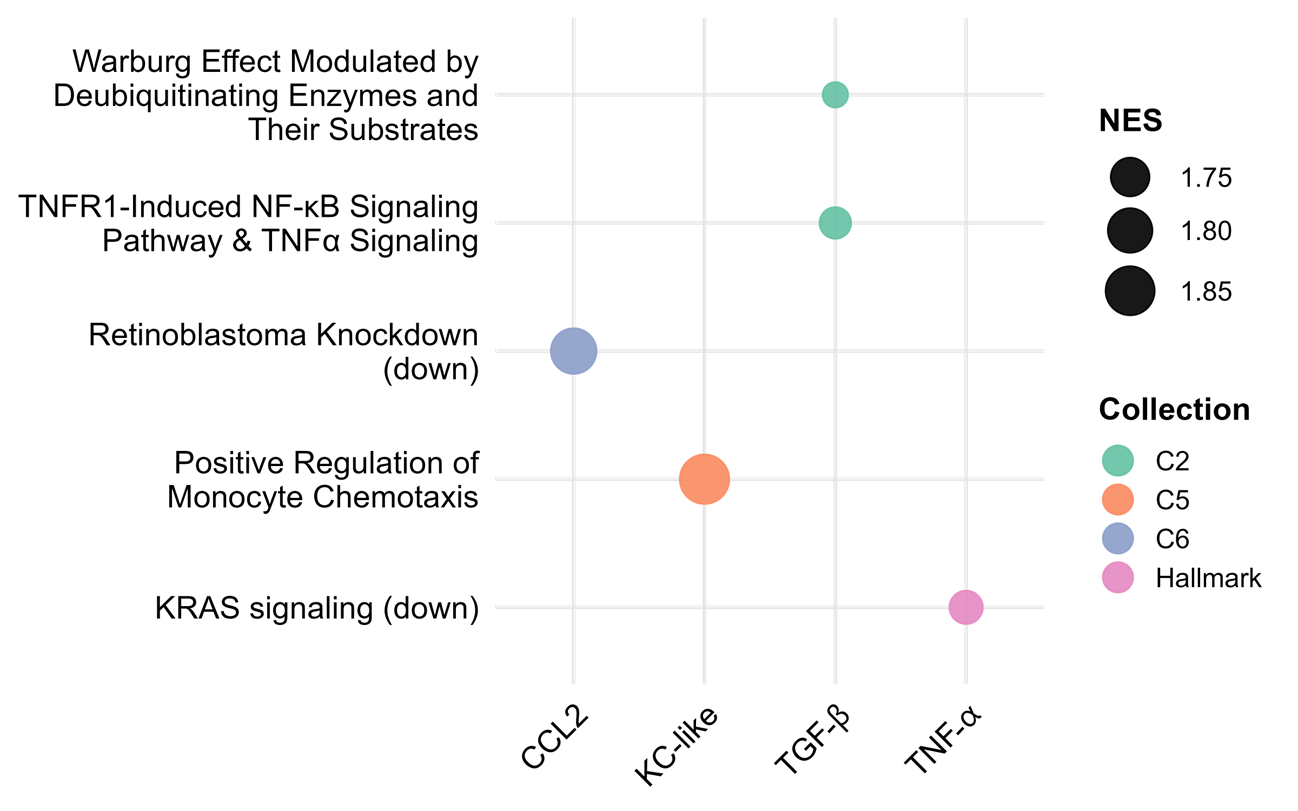 Warburg Effect Modulated by
Deubiquitinating Enzymes and
Their Substrates
TNFR1-Induced NF-κB Signaling
Pathway & TNFα Signaling
Retinoblastoma Knockdown
(down)
Positive Regulation of
Monocyte Chemotaxis
KRAS signaling (down)
CCL2
KC-like
TGF-β
TNF-α
NES
1.75
1.80
1.85
Collection
C2
C5
C6
Hallmark